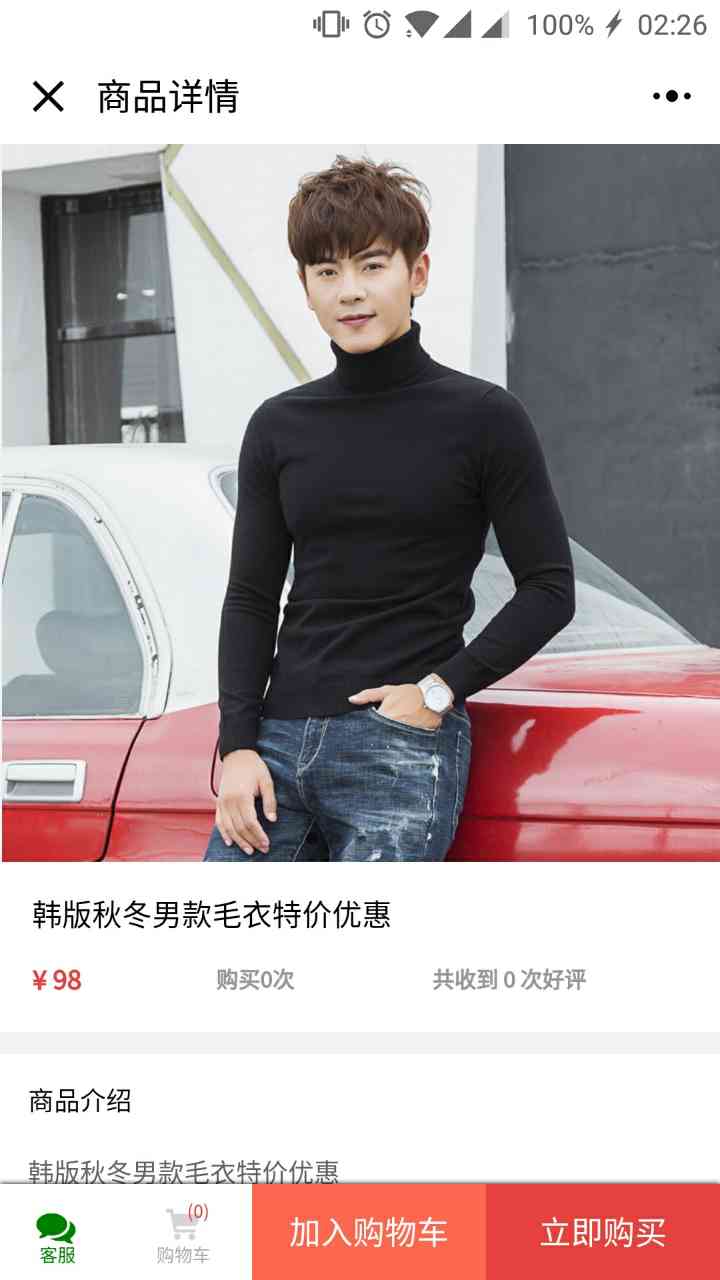 100% 02:26
商品详情
韩版秋冬男款毛衣特价优惠
¥ 98 购买0次 共收到 0 次好评
商品介绍
韩版秋冬男款毛衣特价优惠
(0)
客服 购物车 加入购物车 立即购买